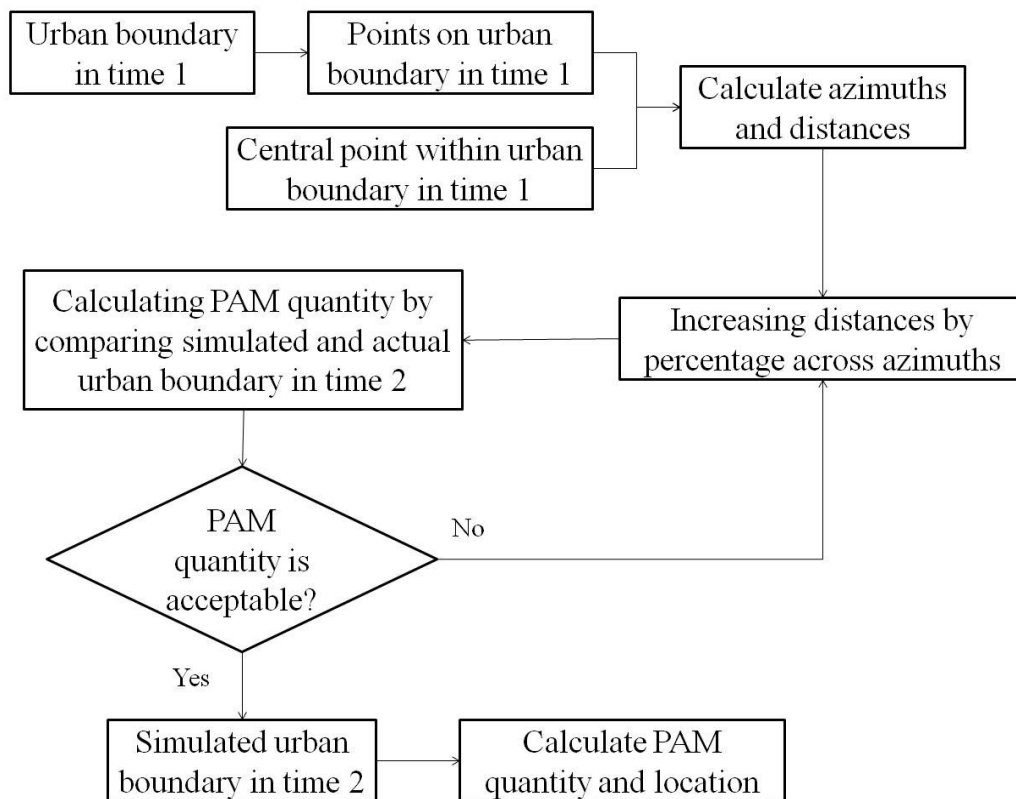 Urban boundary
in time 1
Points on urban
boundary in time 1
Central point within urban
boundary in time 1
Calculate azimuths
and distances
Increasing distances by
percentage across azimuths
Calculating PAM quantity by
comparing simulated and actual
urban boundary in time 2
PAM
quantity is
acceptable?
No
Yes
Simulated urban
boundary in time 2
Calculate PAM
quantity and location